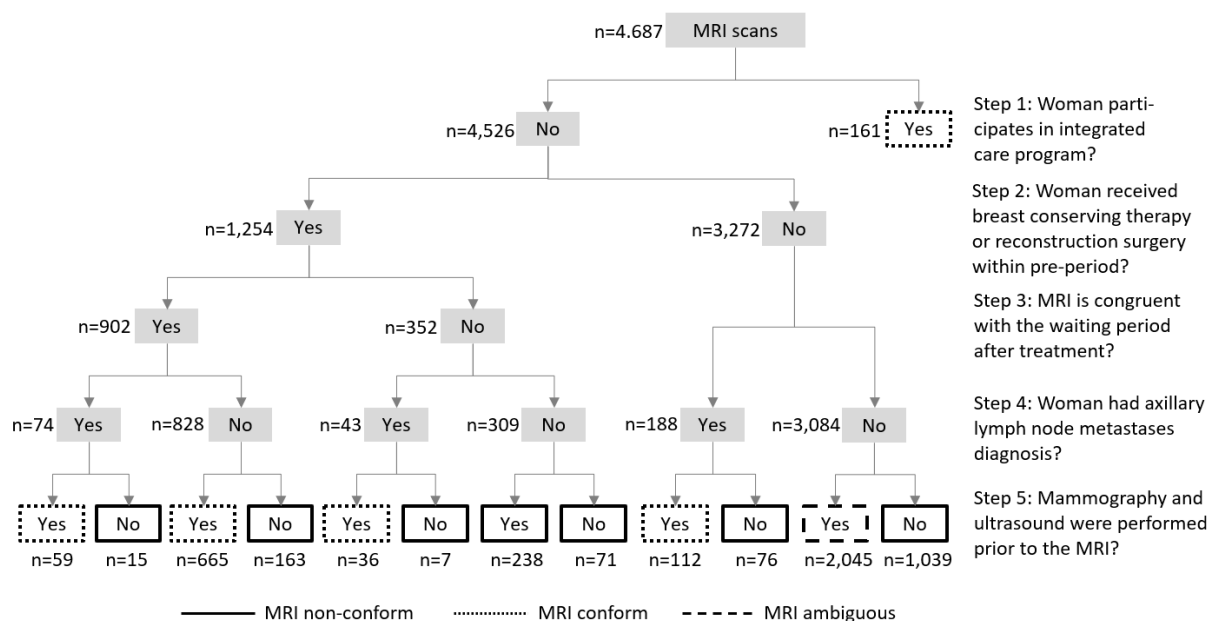 n=4.687 MRI scans
n=4,526 No
n=161 Yes
Step 1: Woman parti-
cipates in integrated
care program?
n=1,254 Yes
n=3,272 No
Step 2: Woman received
breast conserving therapy
or reconstruction surgery
within pre-period?
n=902 Yes
n=352 No
Step 3: MRI is congruent
with the waiting period
after treatment?
n=74 Yes
n=828 No
n=43 Yes
n=309 No
n=188 Yes
n=3,084 No
Step 4: Woman had axillary
lymph node metastases
diagnosis?
Yes No Yes No Yes No Yes No Yes No Yes No
n=59 n=15 n=665 n=163 n=36 n=7 n=238 n=71 n=112 n=76 n=2,045 n=1,039
Step 5: Mammography and
ultrasound were performed
prior to the MRI?
MRI non-conform MRI conform MRI ambiguous